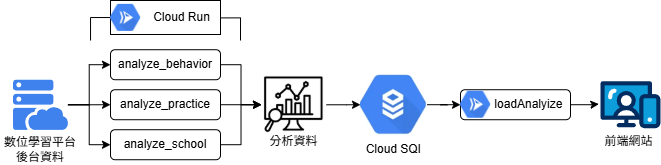 Cloud Run
analyze_behavior
analyze_practice
analyze_school
數位學習平台
後台資料
分析資料
Cloud SQl
loadAnalyize
前端網站